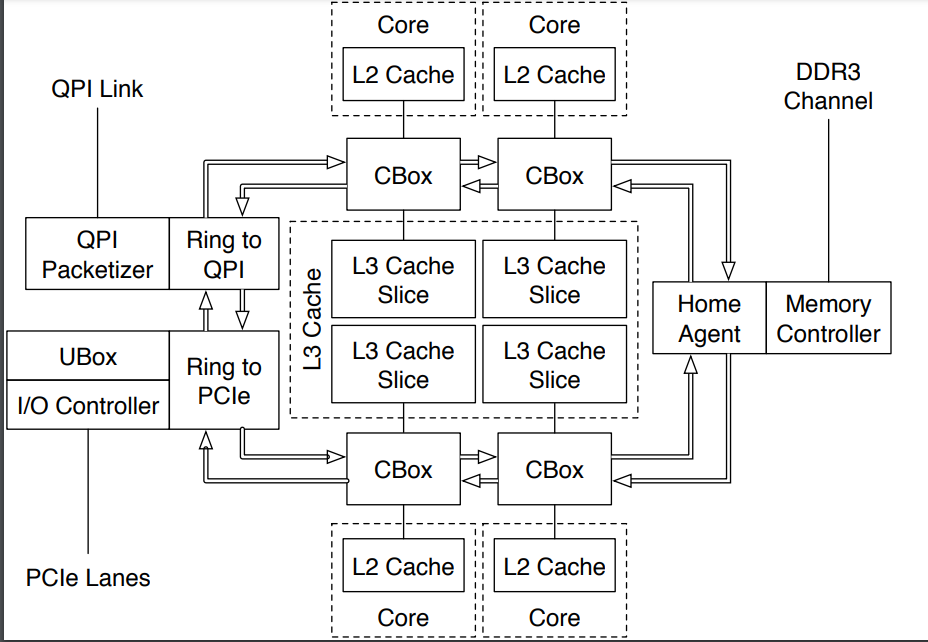 Core
Core
L2 Cache
L2 Cache
QPI Link
DDR3
Channel
CBox
CBox
QPI
Packetizer
Ring to
QPI
L3 Cache
L3 Cache
Slice
L3 Cache
Slice
L3 Cache
Slice
L3 Cache
Slice
Home
Agent
Memory
Controller
UBox
I/O Controller
Ring to
PCIe
CBox
CBox
L2 Cache
L2 Cache
PCIe Lanes
Core
Core